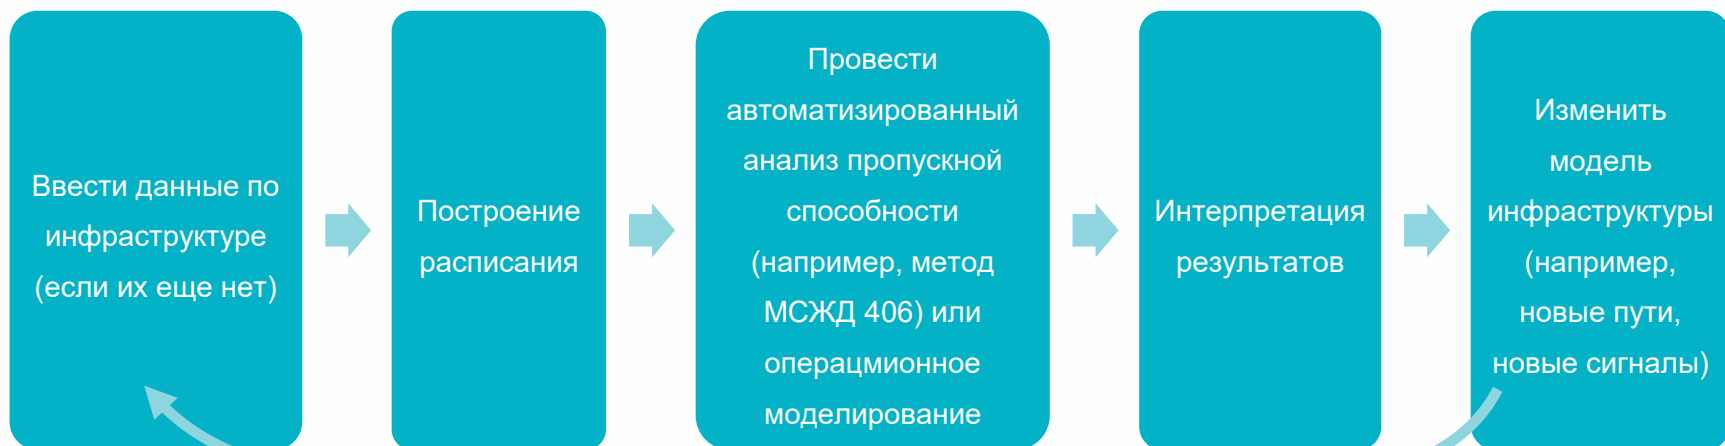 Ввести данные по
инфраструктуре
(если их еще нет)
Построение
расписания
Провести
автоматизированный
анализ пропускной
способности
(например, метод
МСЖД 406) или
операцмионное
моделирование
Интерпретация
результатов
Изменить
модель
инфраструктуры
(например,
новые пути,
новые сигналы)